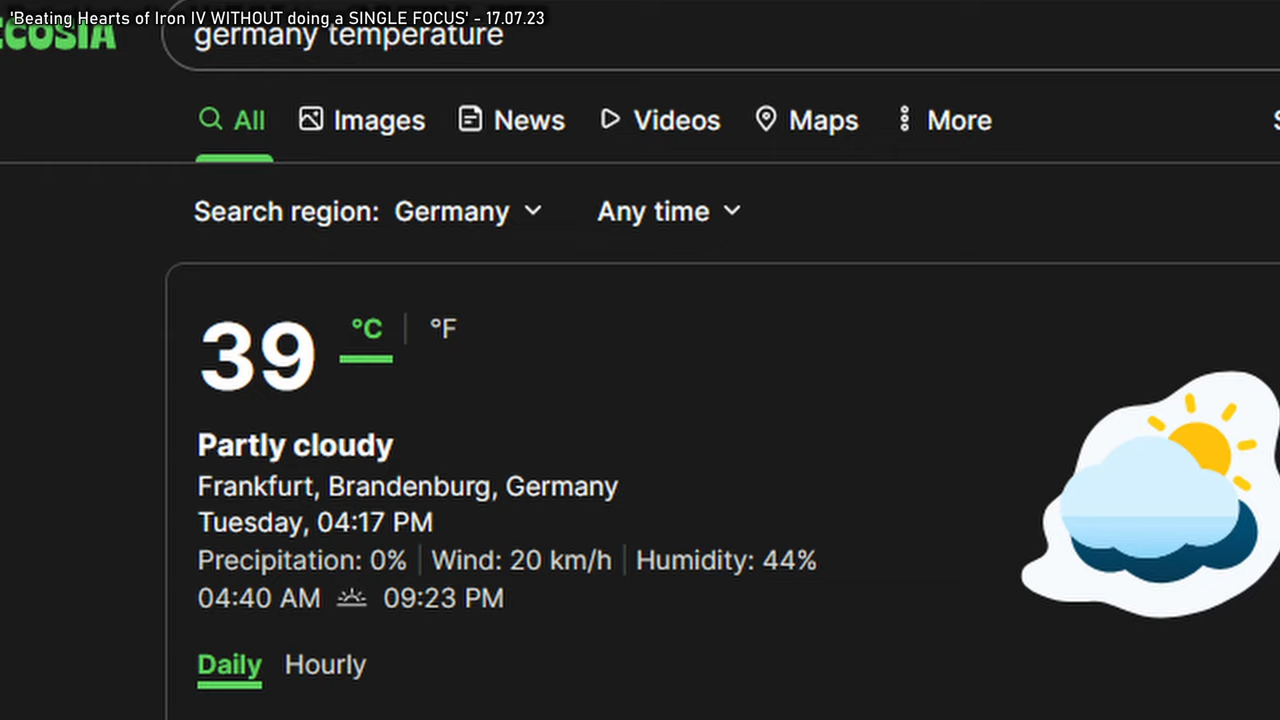 'Beating Hearts of Iron IV WITHOUT doing a SINGLE FOCUS' - 17.07.23
ECOSIA
germany temperature
All Images News Videos Maps More
Search region: Germany Any time
39 °C | °F
Partly cloudy
Frankfurt, Brandenburg, Germany
Tuesday, 04:17 PM
Precipitation: 0% | Wind: 20 km/h | Humidity: 44%
04:40 AM 09:23 PM
Daily Hourly